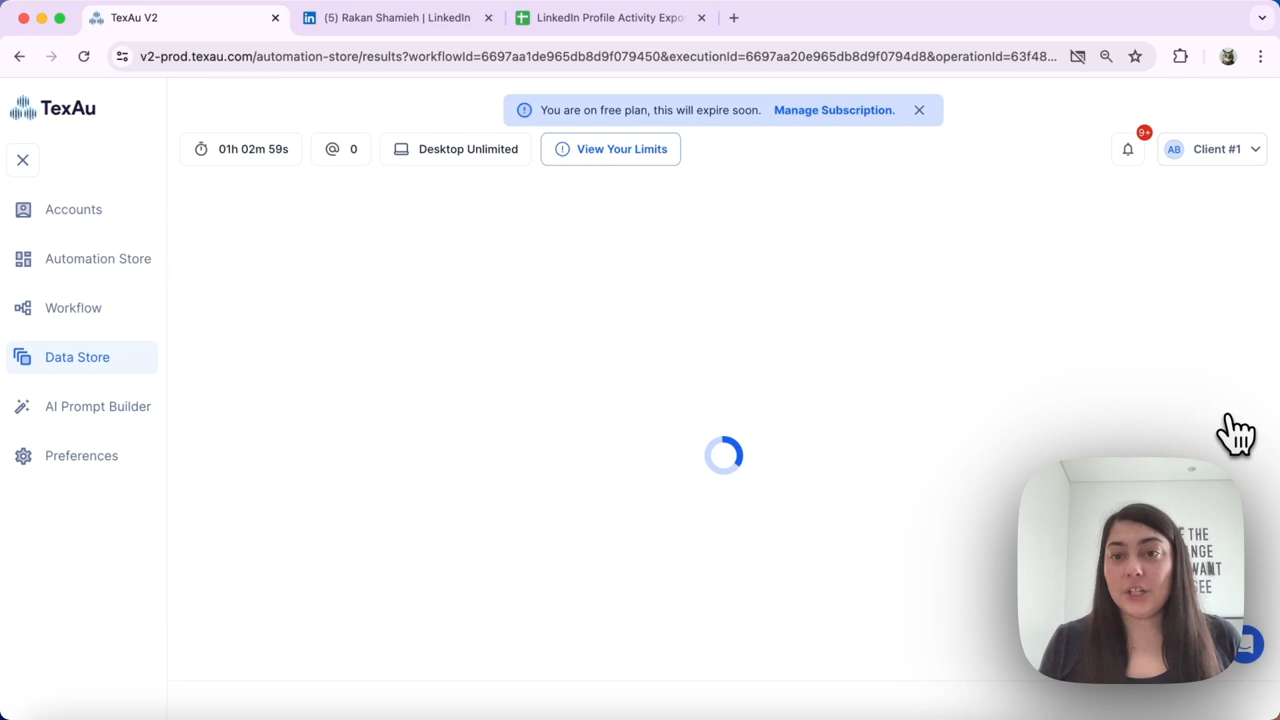 TexAu V2
(5) Rakan Shamieh | LinkedIn
LinkedIn Profile Activity Expo
v2-prod.texau.com/automation-store/results?workflowId=6697aa1de965db8d9f079450&executionId=6697aa20e965db8d9f0794d8&operationId=63f48...
TexAu
You are on free plan, this will expire soon. Manage Subscription.
01h 02m 59s
@ 0
Desktop Unlimited
View Your Limits
9+
AB Client #1
Accounts
Automation Store
Workflow
Data Store
AI Prompt Builder
Preferences
THE
WANT
SEE